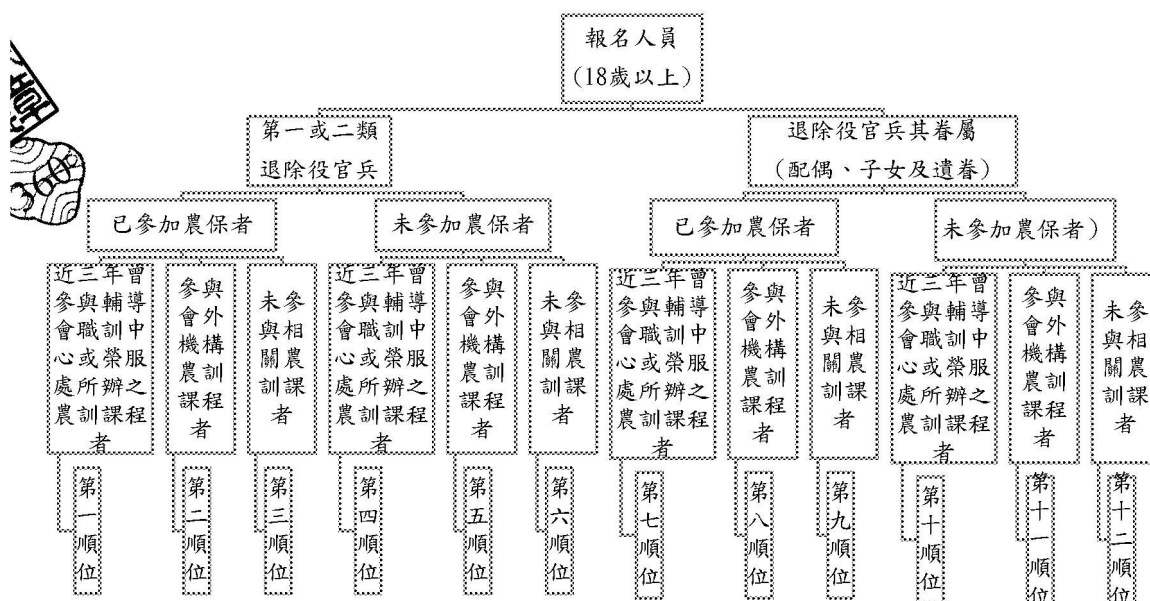 報名人員
(18歲以上)
第一或二類
退除役官兵
退除役官兵其眷屬
(配偶、子女及遺眷)
已參加農保者
未參加農保者
已參加農保者
未參加農保者)
近三年曾
參與輔導
會職訓中
心或榮服
處所辦之
農訓課程
者
參與
會外
機構
農訓
課程
者
未參
與相
關農
訓課
者
近三年曾
參與輔導
會職訓中
心或榮服
處所辦之
農訓課程
者
參與
會外
機構
農訓
課程
者
未參
與相
關農
訓課
者
近三年曾
參與輔導
會職訓中
心或榮服
處所辦之
農訓課程
者
參與
會外
機構
農訓
課程
者
未參
與相
關農
訓課
者
近三年曾
參與輔導
會職訓中
心或榮服
處所辦之
農訓課程
者
參與
會外
機構
農訓
課程
者
未參
與相
關農
訓課
者
第一順位
第二順位
第三順位
第四順位
第五順位
第六順位
第七順位
第八順位
第九順位
第十順位
第十一順位
第十二順位